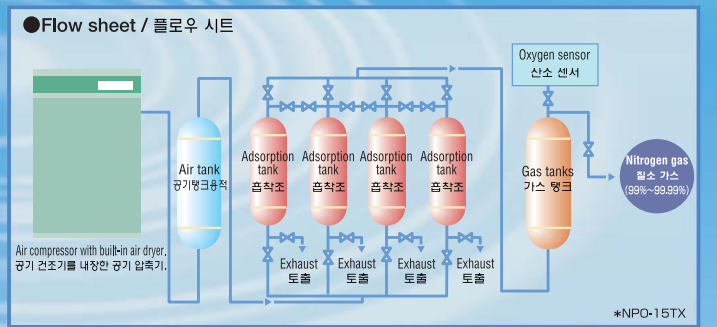 ●Flow sheet / 플로우 시트
Oxygen sensor
산소 센서
Air tank
공기탱크용적
Adsorption
tank
흡착조
Adsorption
tank
흡착조
Adsorption
tank
흡착조
Adsorption
tank
흡착조
Gas tanks
가스 탱크
Nitrogen gas
질소 가스
(99%~99.99%)
Air compressor with built-in air dryer.
공기 건조기를 내장한 공기 압축기.
Exhaust
토출
Exhaust
토출
Exhaust
토출
Exhaust
토출
*NPO-15TX